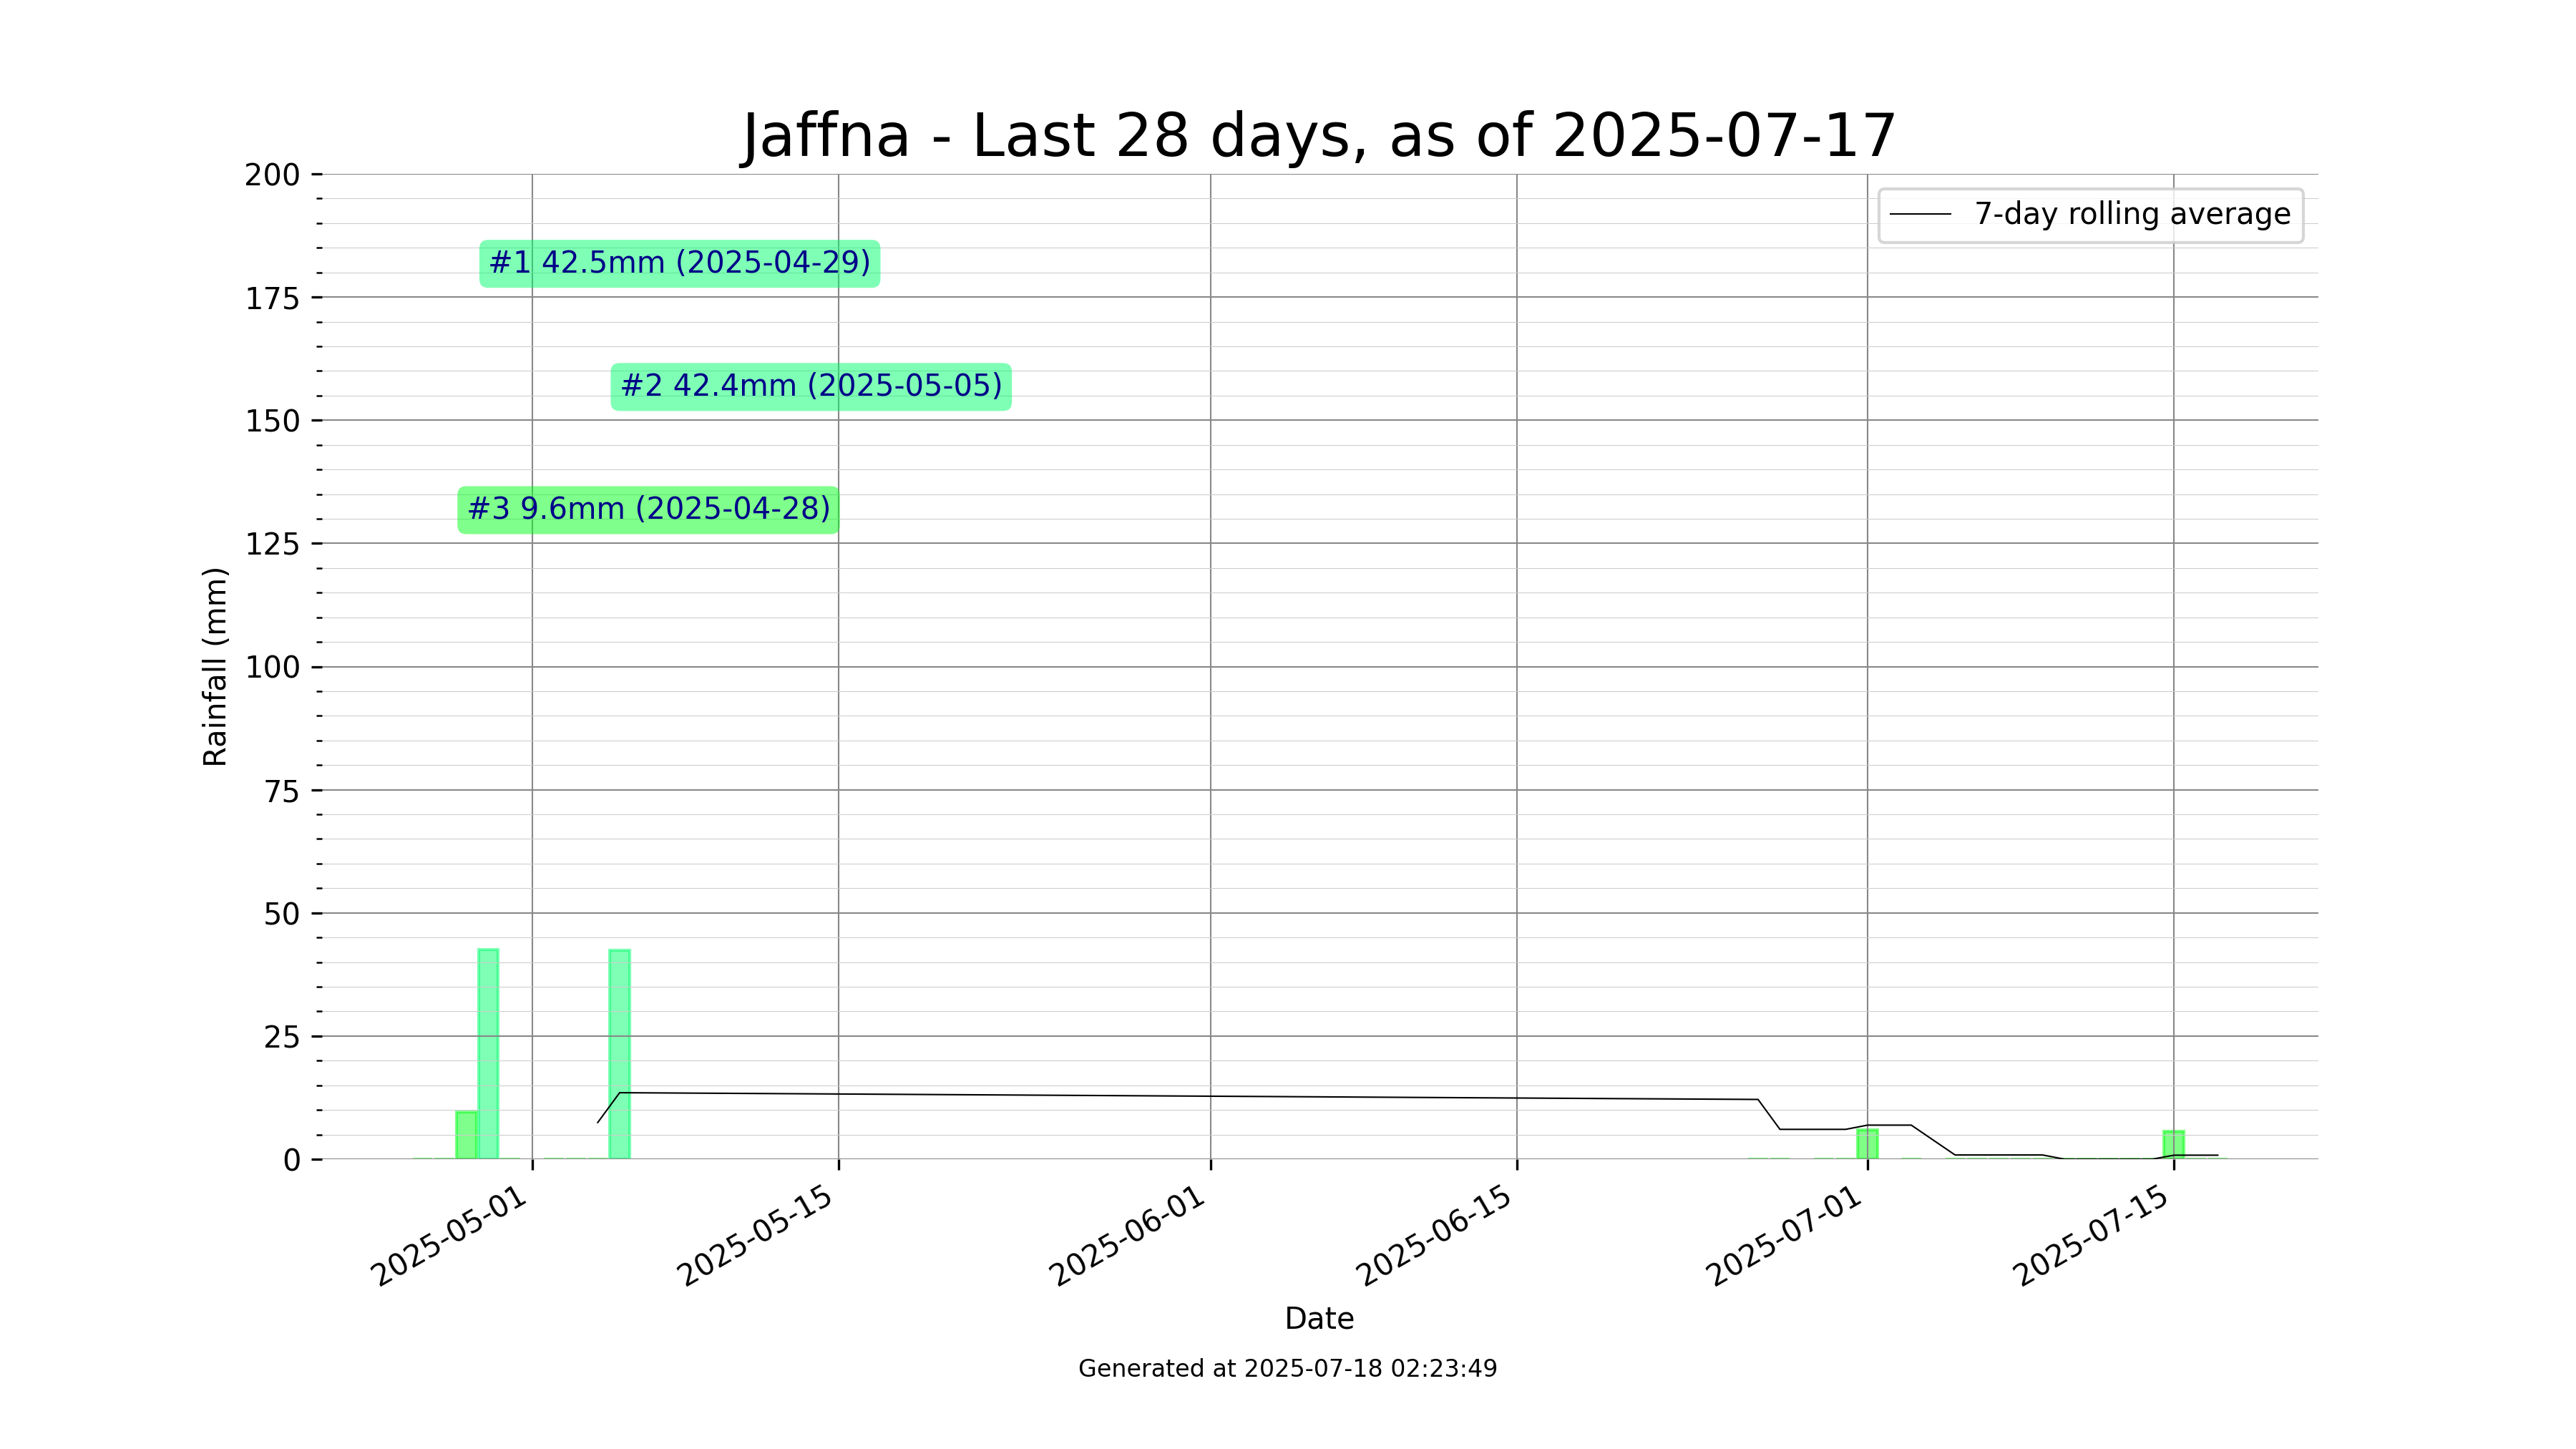 Jaffna - Last 28 days, as of 2025-07-17
200
175
150
125
100
75
50
25
0
Rainfall (mm)
7-day rolling average
#1 42.5mm (2025-04-29)
#2 42.4mm (2025-05-05)
#3 9.6mm (2025-04-28)
2025-05-01
2025-05-15
2025-06-01
2025-06-15
2025-07-01
2025-07-15
Date
Generated at 2025-07-18 02:23:49